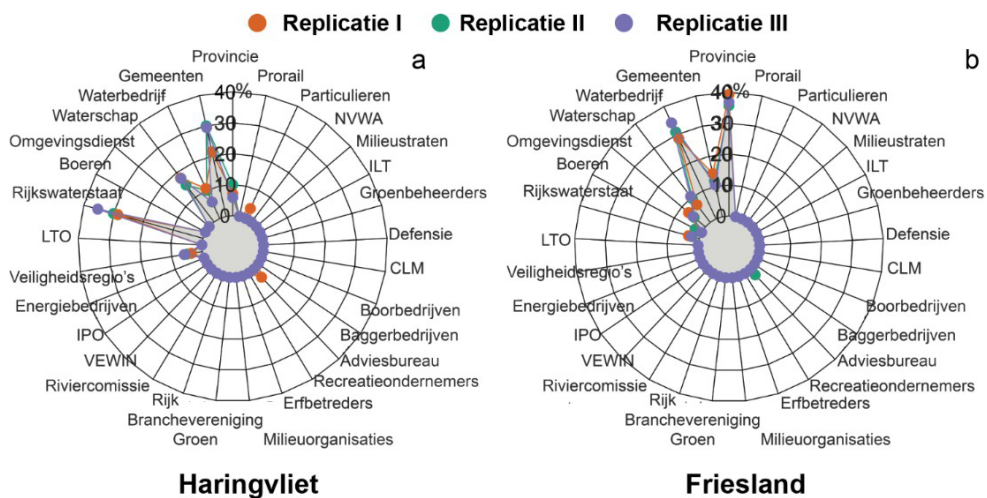 Replicatie I Replicatie II Replicatie III
a
Provincie
Prorail
Particulieren
NVWA
Milieustraten
ILT
Groenbeheerders
Defensie
CLM
Boorbedrijven
Baggerbedrijven
Adviesbureau
Recreatieondernemers
Erfbetreders
Milieuorganisaties
Branchevereniging
Groen
Rijk
Riviercomissie
VEWIN
IPO
Energiebedrijven
Veiligheidsregio's
LTO
Rijkswaterstaat
Boeren
Omgevingsdienst
Waterschap
Waterbedrijf
Gemeenten
40%
30
20
10
0
Haringvliet
b
Provincie
Prorail
Particulieren
NVWA
Milieustraten
ILT
Groenbeheerders
Defensie
CLM
Boorbedrijven
Baggerbedrijven
Adviesbureau
Recreatieondernemers
Erfbetreders
Milieuorganisaties
Branchevereniging
Groen
Rijk
Riviercomissie
VEWIN
IPO
Energiebedrijven
Veiligheidsregio's
LTO
Rijkswaterstaat
Boeren
Omgevingsdienst
Waterschap
Waterbedrijf
Gemeenten
40%
30
20
10
0
Friesland